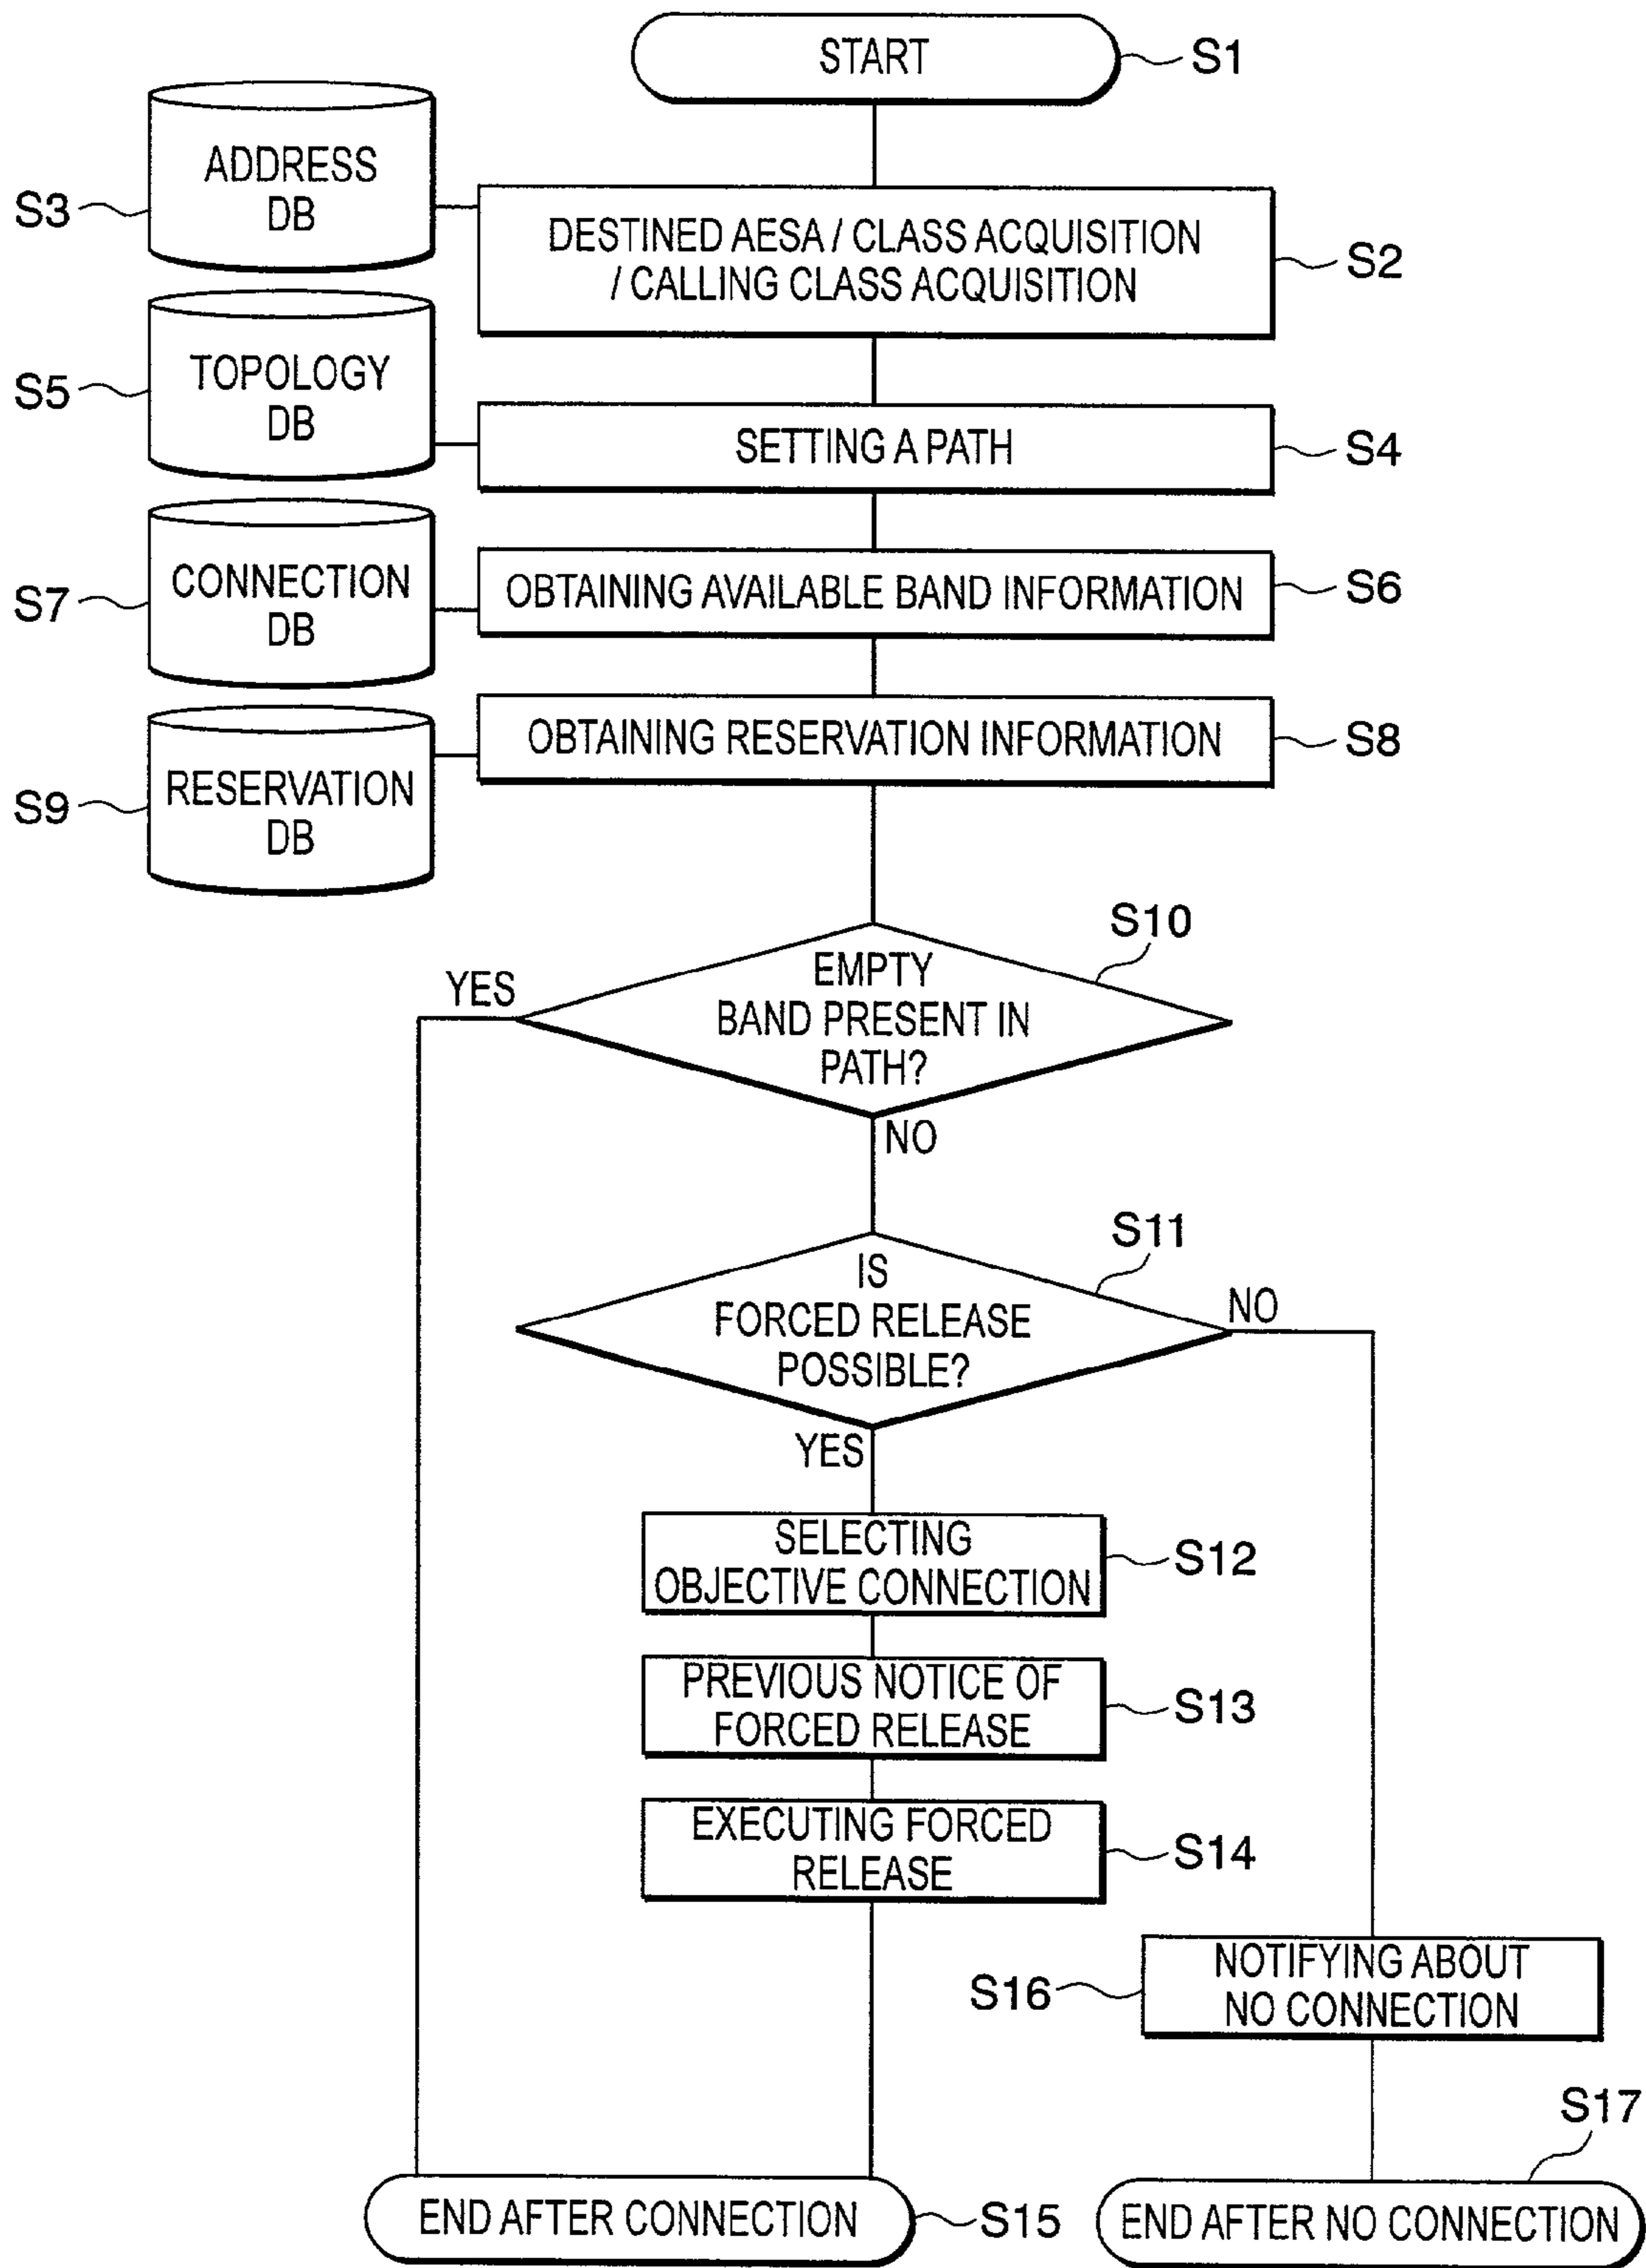 START
S1
ADDRESS
DB
S3
DESTINED AESA / CLASS ACQUISITION
/ CALLING CLASS ACQUISITION
S2
TOPOLOGY
DB
S5
SETTING A PATH
S4
CONNECTION
DB
S7
OBTAINING AVAILABLE BAND INFORMATION
S6
RESERVATION
DB
S9
OBTAINING RESERVATION INFORMATION
S8
S10
EMPTY
BAND PRESENT IN
PATH?
YES
NO
S11
IS
FORCED RELEASE
POSSIBLE?
NO
YES
SELECTING
OBJECTIVE CONNECTION
S12
PREVIOUS NOTICE OF
FORCED RELEASE
S13
EXECUTING FORCED
RELEASE
S14
NOTIFYING ABOUT
NO CONNECTION
S16
END AFTER CONNECTION
S15
END AFTER NO CONNECTION
S17